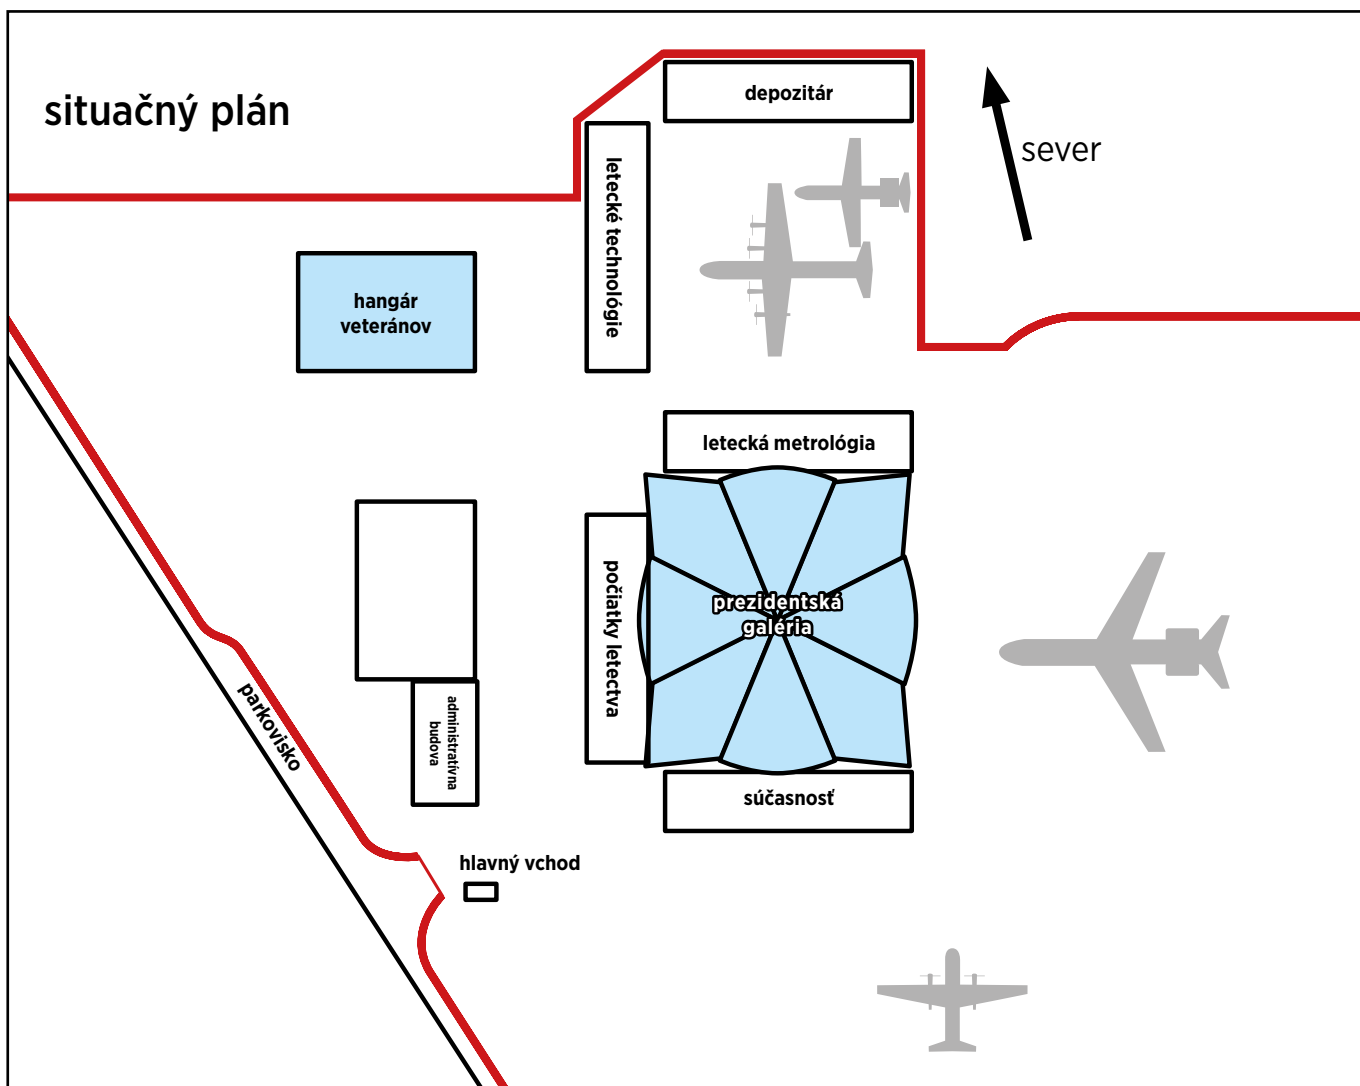 situačný plán
depozitár
sever
letecké technológie
hangár
veteránov
letecká metrológia
počiatky letectva
prezidentská
galéria
parkovisko
administratívna
budova
súčasnosť
hlavný vchod